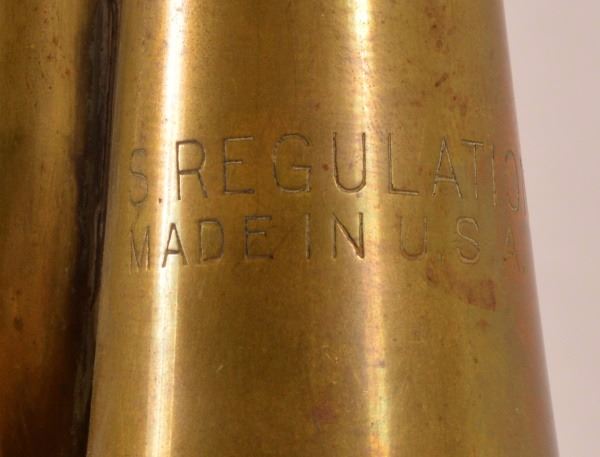 S REGULATION
MADE IN U.S.A.